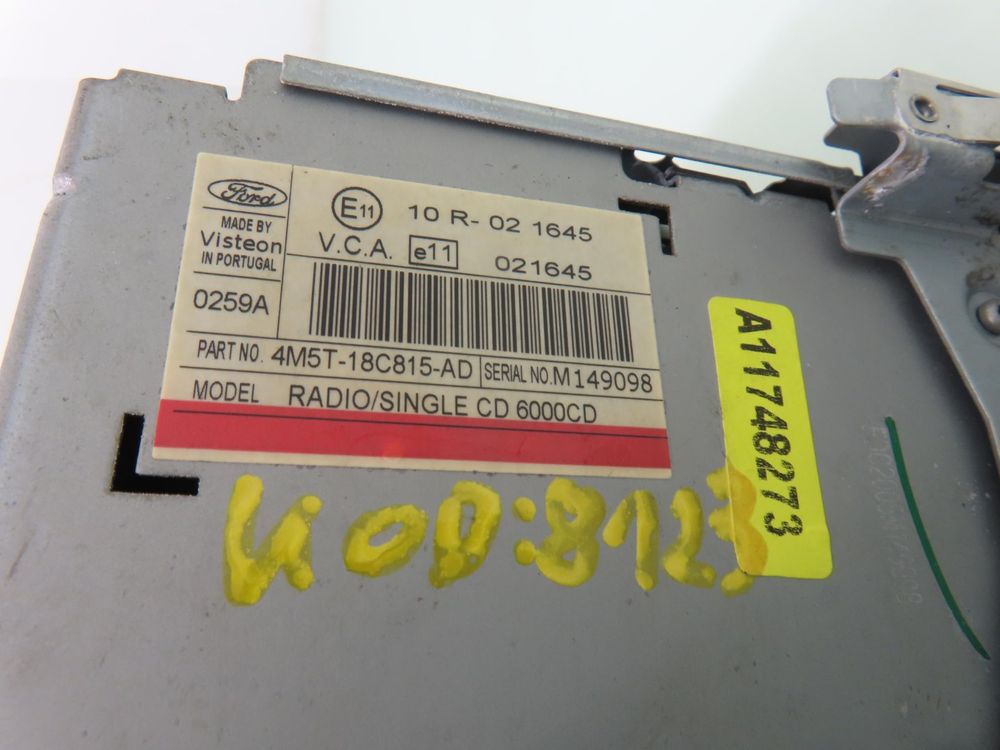 Ford
MADE BY
Visteon
IN PORTUGAL
0259A
E11 10 R- 02 1645
V.C.A. e11 021645
PART NO. 4M5T-18C815-AD SERIAL NO. M149098
MODEL RADIO/SINGLE CD 6000CD
A11748273
KOD:8123